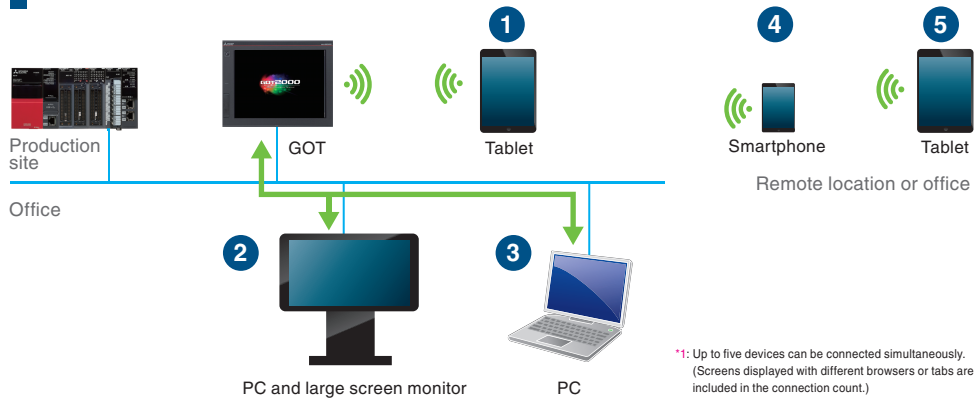 1
4
5
GOT2000
Production
site
GOT
Tablet
Smartphone
Tablet
Remote location or office
Office
2
3
PC and large screen monitor
PC
*1: Up to five devices can be connected simultaneously.
(Screens displayed with different browsers or tabs are
included in the connection count.)